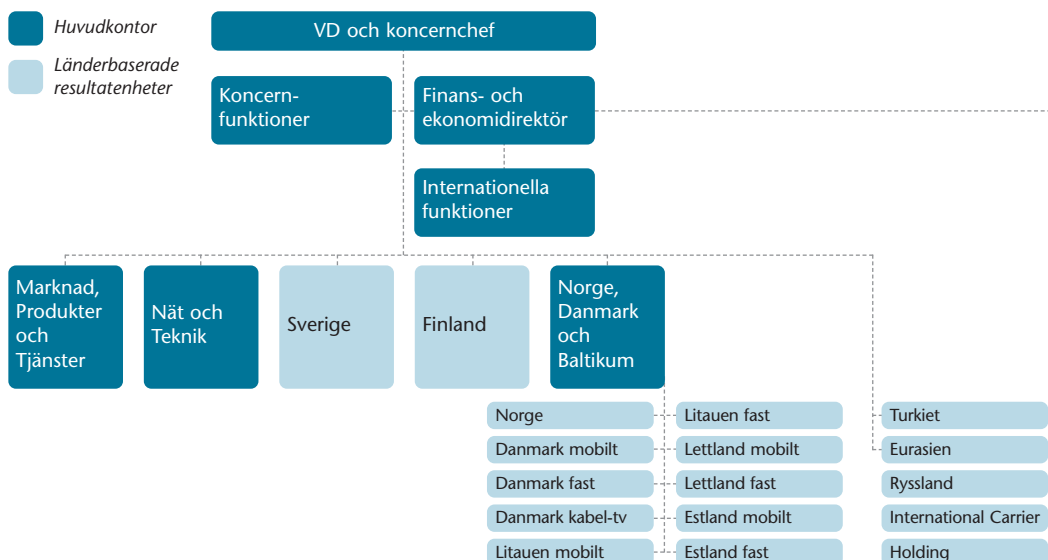 Huvudkontor
Länderbaserade
resultatenheter
VD och koncernchef
Koncern-
funktioner
Finans- och
ekonomidirektör
Internationella
funktioner
Marknad,
Produkter
och
Tjänster
Nät och
Teknik
Sverige
Finland
Norge,
Danmark
och
Baltikum
Norge
Danmark mobilt
Danmark fast
Danmark kabel-tv
Litauen mobilt
Litauen fast
Lettland mobilt
Lettland fast
Estland mobilt
Estland fast
Turkiet
Eurasien
Ryssland
International Carrier
Holding